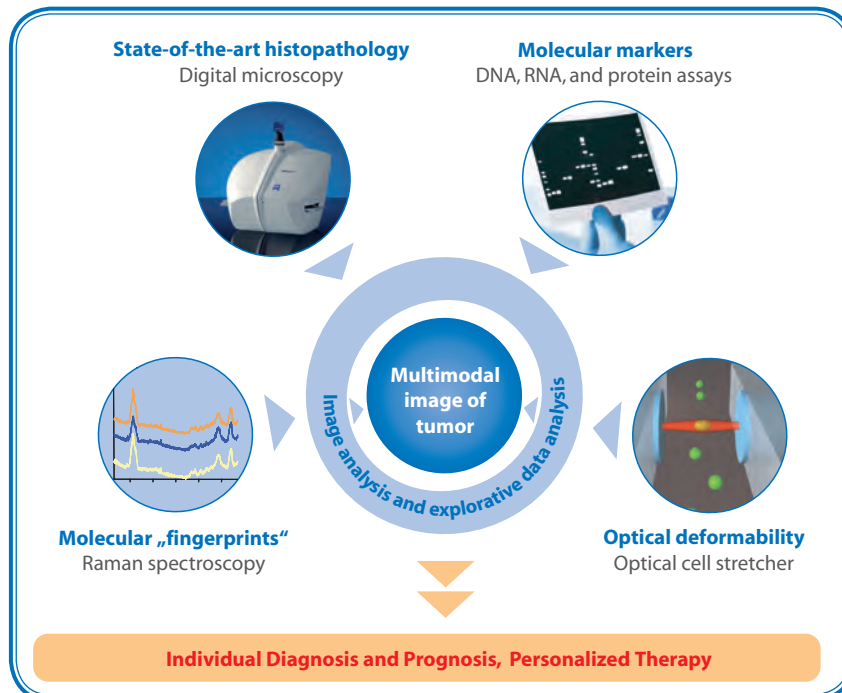 State-of-the-art histopathology
Digital microscopy
Molecular markers
DNA, RNA, and protein assays
Multimodal
image of
tumor
Image analysis and explorative data analysis
Molecular „fingerprints“
Raman spectroscopy
Optical deformability
Optical cell stretcher
Individual Diagnosis and Prognosis, Personalized Therapy